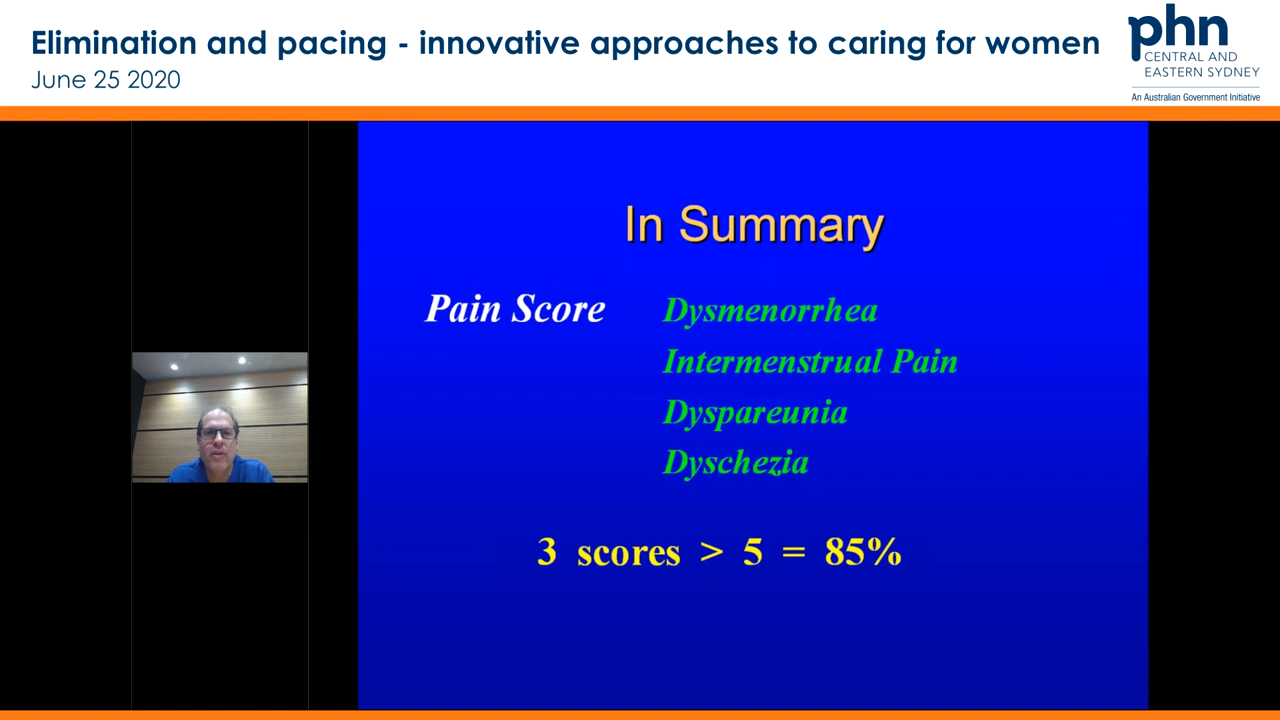 Elimination and pacing - innovative approaches to caring for women
June 25 2020
phn
CENTRAL AND
EASTERN SYDNEY
An Australian Government Initiative
In Summary
Pain Score
Dysmenorrhea
Intermenstrual Pain
Dyspareunia
Dyschezia
3 scores > 5 = 85%